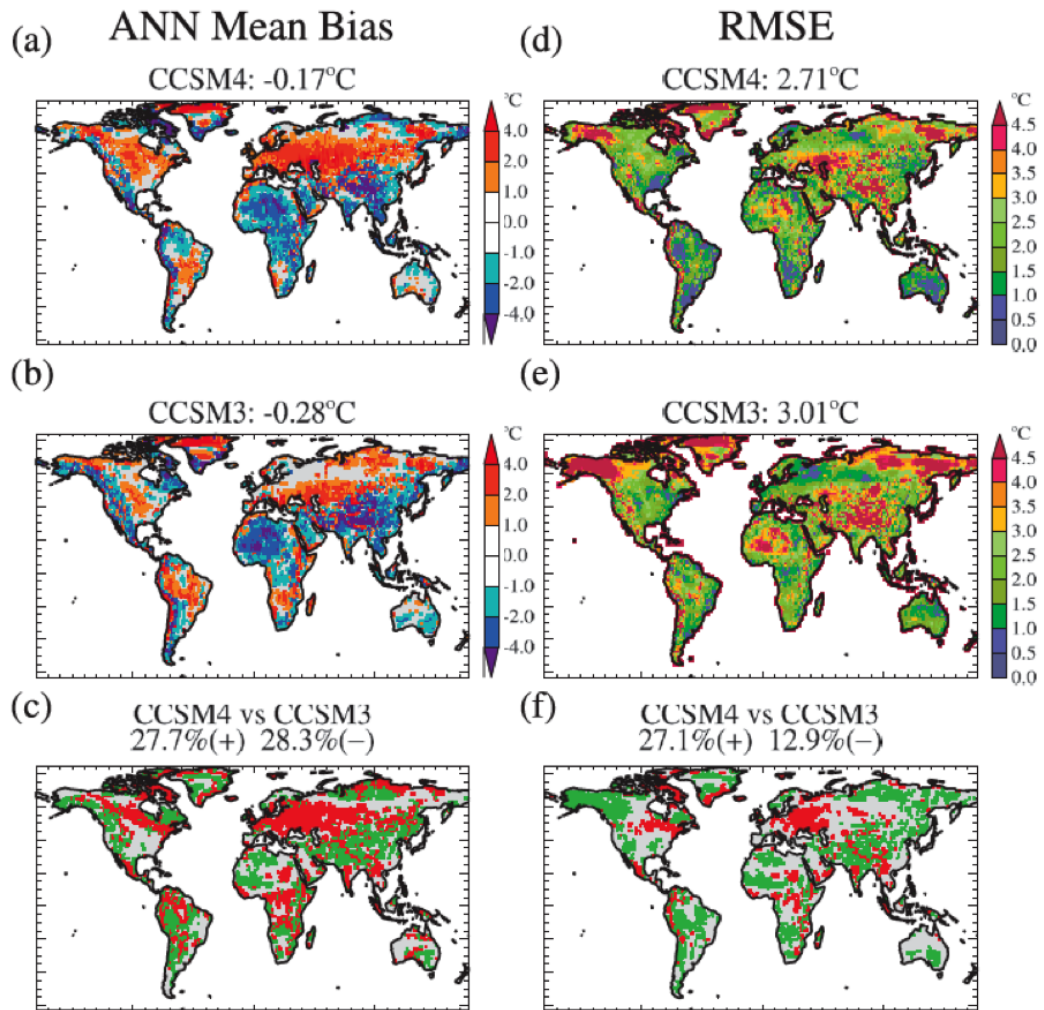 ANN Mean Bias
RMSE
(a)
CCSM4: -0.17°C
°C
4.0
2.0
1.0
0.0
-1.0
-2.0
-4.0
(d)
CCSM4: 2.71°C
°C
4.5
4.0
3.5
3.0
2.5
2.0
1.5
1.0
0.5
0.0
(b)
CCSM3: -0.28°C
°C
4.0
2.0
1.0
0.0
-1.0
-2.0
-4.0
(e)
CCSM3: 3.01°C
°C
4.5
4.0
3.5
3.0
2.5
2.0
1.5
1.0
0.5
0.0
(c)
CCSM4 vs CCSM3
27.7%(+) 28.3%(−)
(f)
CCSM4 vs CCSM3
27.1%(+) 12.9%(−)